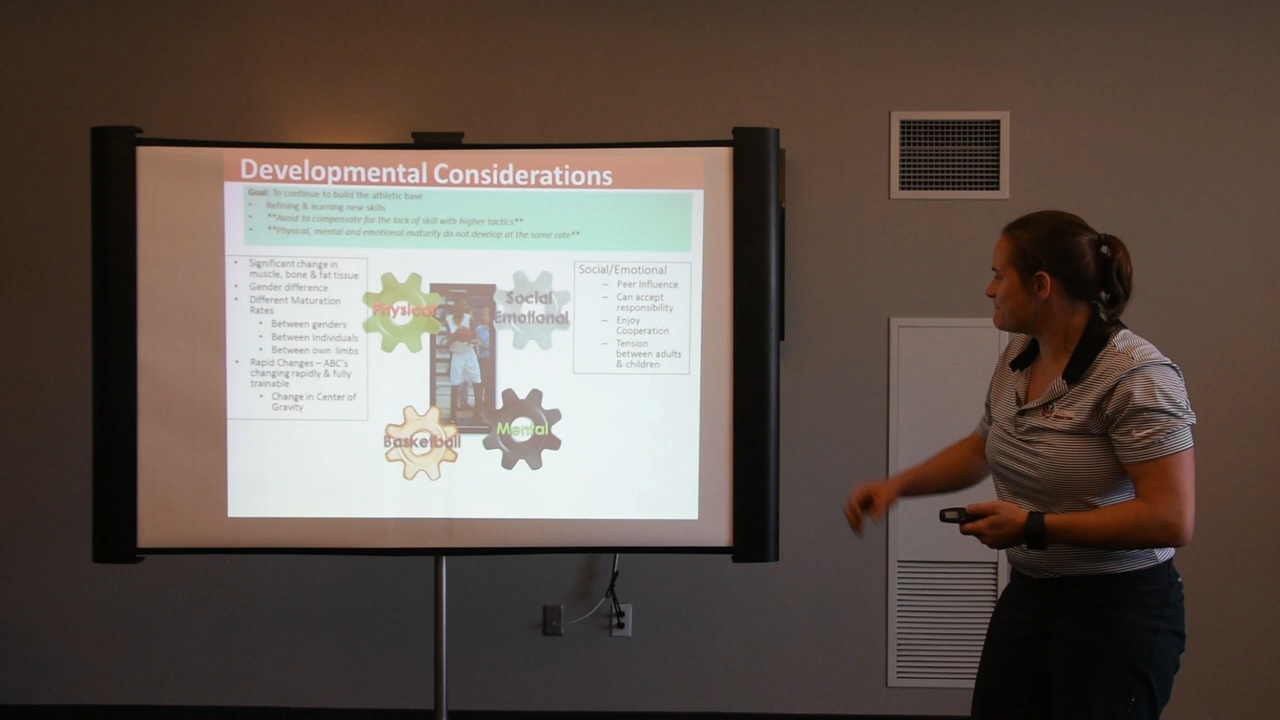 Developmental Considerations
Goal: To continue to build the athletic base
• Refining & learning new skills
• **Avoid to compensate for the lack of skill with higher tactics**
• **Physical, mental and emotional maturity do not develop at the same rate**
• Significant change in
muscle, bone & fat tissue
• Gender difference
• Different Maturation
Rates
• Between genders
• Between Individuals
• Between own limbs
• Rapid Changes – ABC's
changing rapidly & fully
trainable
• Change in Center of
Gravity
Physical
Social
Emotional
Basketball
Mental
Social/Emotional
– Peer Influence
– Can accept
responsibility
– Enjoy
Cooperation
– Tension
between adults
& children